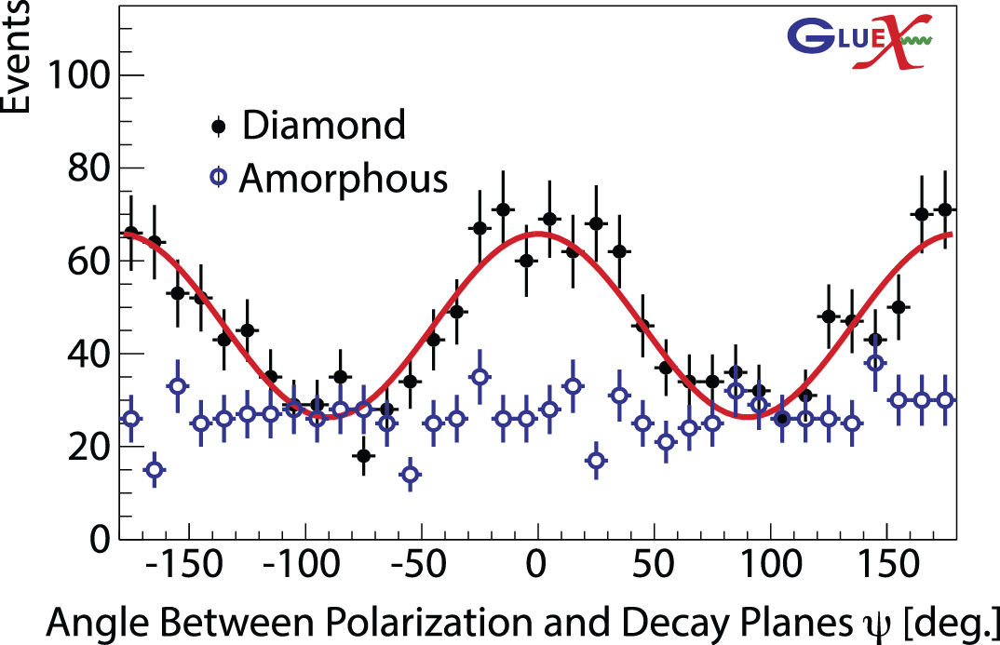 Events
GLUEX
100
Diamond
80
Amorphous
60
40
20
0
-150 -100 -50 0 50 100 150
Angle Between Polarization and Decay Planes ψ [deg.]